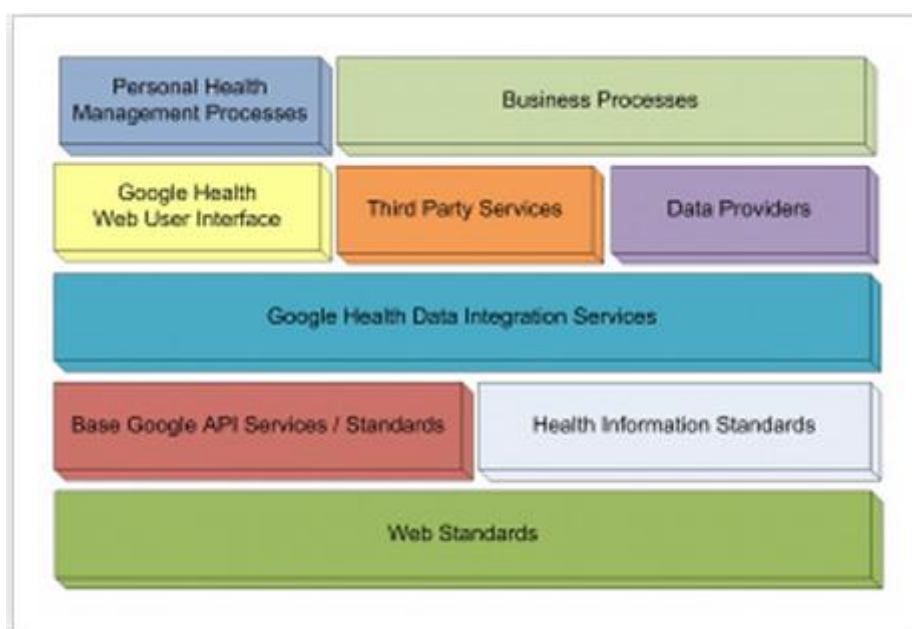 Personal Health
Management Processes
Business Processes
Google Health
Web User Interface
Third Party Services
Data Providers
Google Health Data Integration Services
Base Google API Services / Standards
Health Information Standards
Web Standards